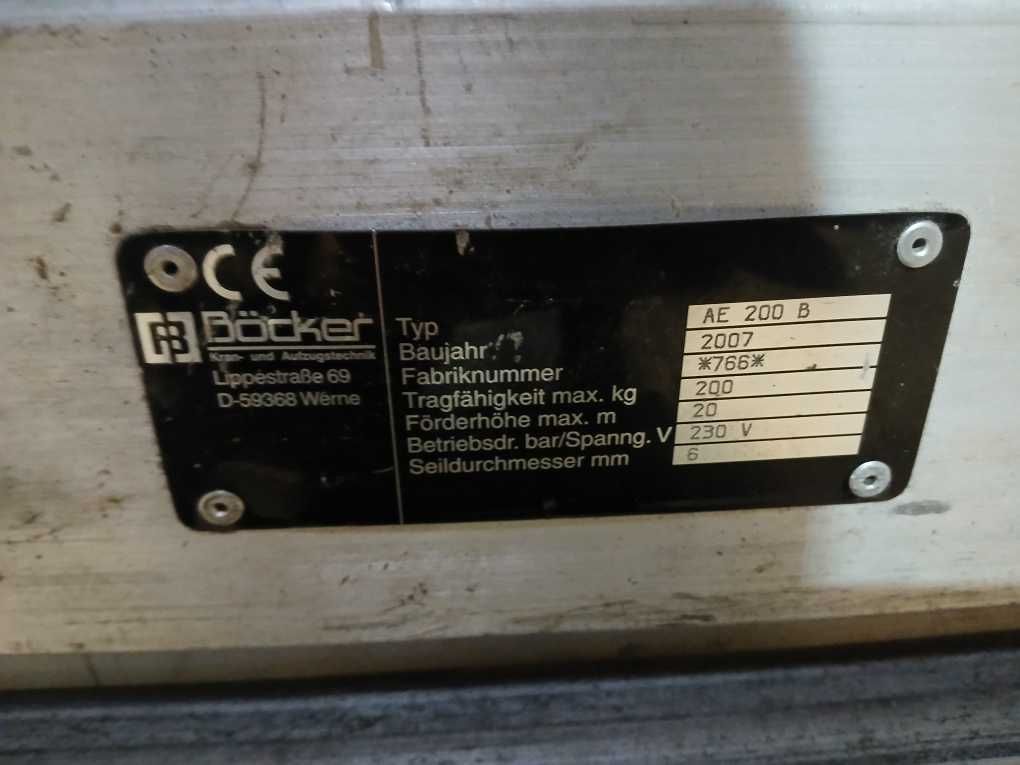 CE
Böcker
Kran- und Aufzugstechnik
Lippestraße 69
D-59368 Werne
Typ AE 200 B
Baujahr 2007
Fabriknummer *766*
Tragfähigkeit max. kg 200
Förderhöhe max. m 20
Betriebsdr. bar/Spanng. V 230 V
Seildurchmesser mm 6